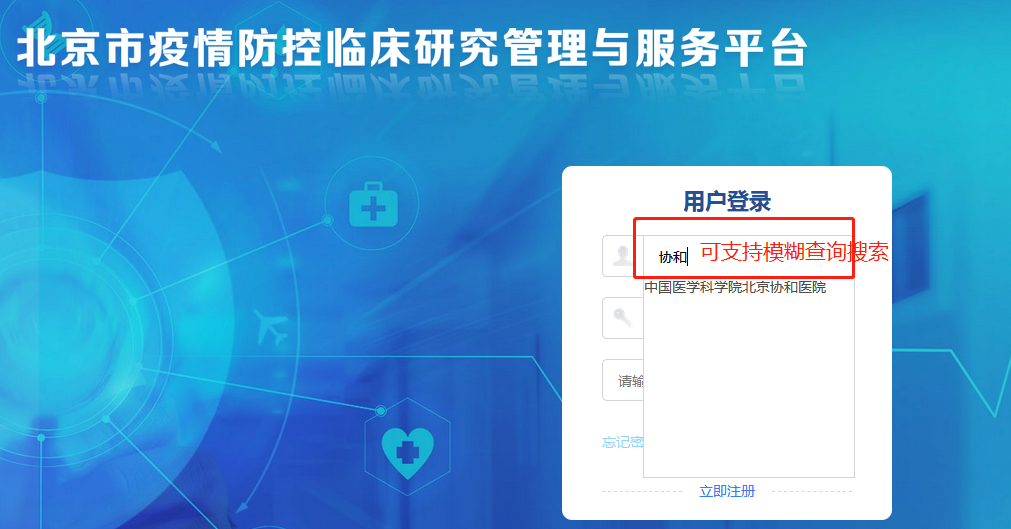 北京市疫情防控临床研究管理与服务平台
用户登录
协和 可支持模糊查询搜索
中国医学科学院北京协和医院
请输
忘记密
立即注册